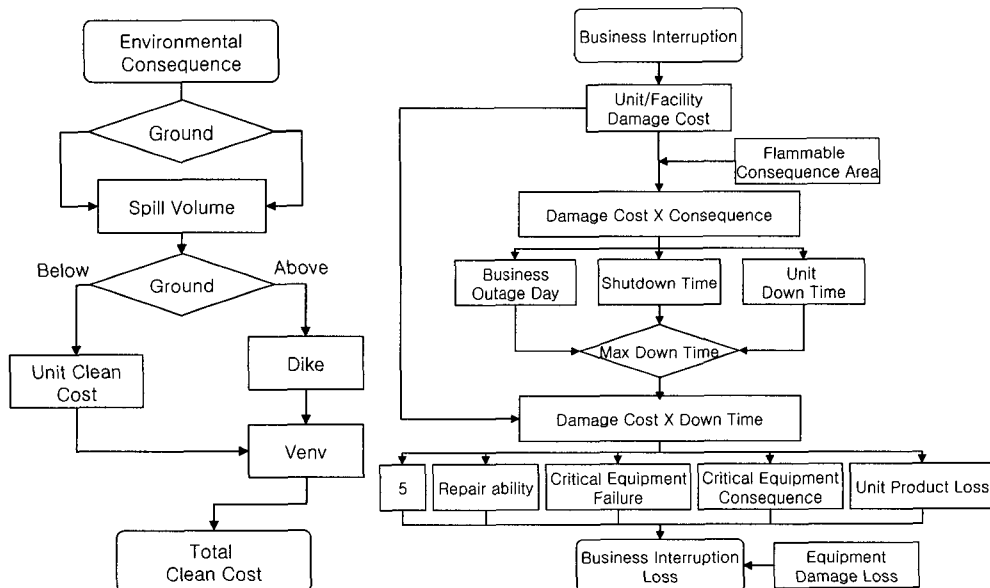 Environmental
Consequence
Ground
Spill Volume
Below
Above
Ground
Unit Clean
Cost
Dike
Venv
Total
Clean Cost
Business Interruption
Unit/Facility
Damage Cost
Flammable
Consequence Area
Damage Cost X Consequence
Business
Outage Day
Shutdown Time
Unit
Down Time
Max Down Time
Damage Cost X Down Time
5
Repair ability
Critical Equipment
Failure
Critical Equipment
Consequence
Unit Product Loss
Business Interruption
Loss
Equipment
Damage Loss